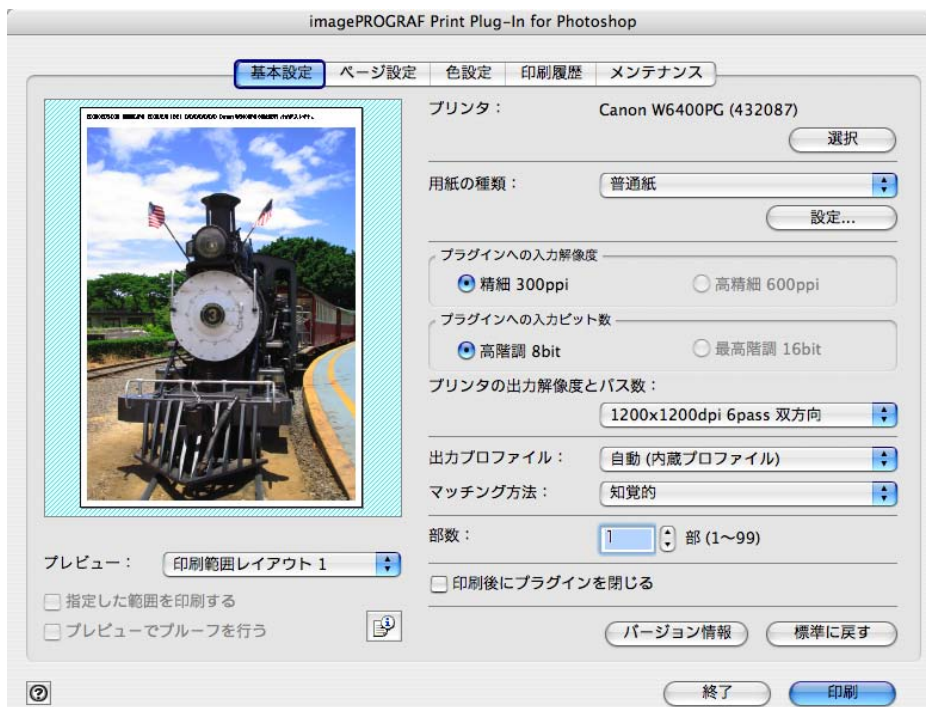 imagePROGRAF Print Plug-In for Photoshop
基本設定 ページ設定 色設定 印刷履歴 メンテナンス
プリンタ： Canon W6400PG (432087)
選択
用紙の種類： 普通紙
設定...
プラグインへの入力解像度
精細 300ppi 高精細 600ppi
プラグインへの入力ビット数
高階調 8bit 最高階調 16bit
プリンタの出力解像度とパス数：
1200x1200dpi 6pass 双方向
出力プロファイル： 自動 (内蔵プロファイル)
マッチング方法： 知覚的
部数： 1 部 (1～99)
印刷後にプラグインを閉じる
バージョン情報 標準に戻す
3
プレビュー： 印刷範囲レイアウト 1
指定した範囲を印刷する
プレビューでプルーフを行う
? 終了 印刷